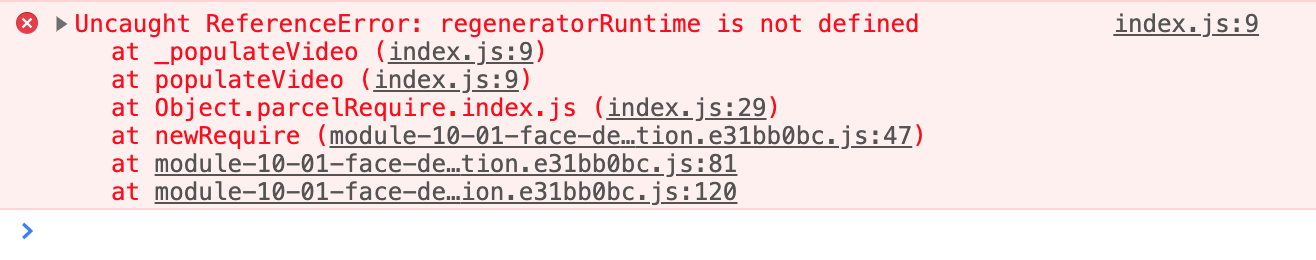 Uncaught ReferenceError: regeneratorRuntime is not defined index.js:9
at _populateVideo (index.js:9)
at populateVideo (index.js:9)
at Object.parcelRequire.index.js (index.js:29)
at newRequire (module-10-01-face-de…tion.e31bb0bc.js:47)
at module-10-01-face-de…tion.e31bb0bc.js:81
at module-10-01-face-de…ion.e31bb0bc.js:120